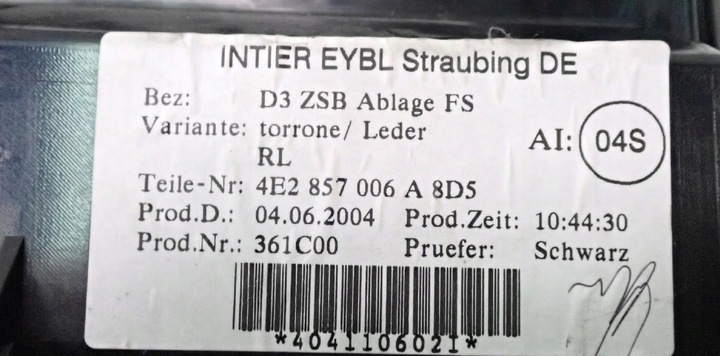 INTIER EYBL Straubing DE
Bez: D3 ZSB Ablage FS
Variante: torrone/ Leder
RL
AI: 04S
Teile-Nr: 4E2 857 006 A 8D5
Prod.D.: 04.06.2004 Prod.Zeit: 10:44:30
Prod.Nr.: 361C00 Pruefer: Schwarz
*4041106021*